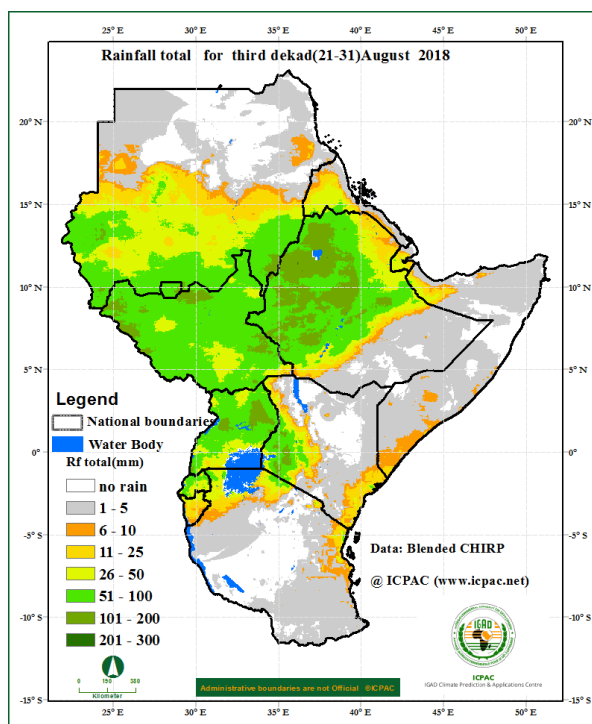 Rainfall total for third dekad(21-31)August 2018
25° E 30° E 35° E 40° E 45° E 50° E
20° N 20° N
15° N 15° N
10° N 10° N
5° N 5° N
0° 0°
-5° S -5° S
-10° S -10° S
-15° S -15° S
Legend
National boundaries
Water Body
Rf total(mm)
no rain
1 - 5
6 - 10
11 - 25
26 - 50
51 - 100
101 - 200
201 - 300
Data: Blended CHIRP
@ ICPAC (www.icpac.net)
IGAD
ICPAC
IGAD Climate Prediction & Applications Centre
Kilometer
Administrative boundaries are not Official ©ICPAC
25° E 30° E 35° E 40° E 45° E 50° E